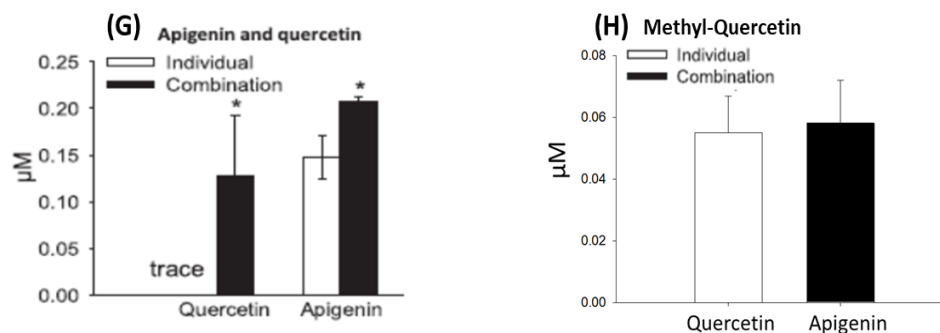 (G) Apigenin and quercetin
Individual
Combination
µM
0.25
0.20
0.15
0.10
0.05
0.00
*
*
trace
Quercetin
Apigenin
(H) Methyl-Quercetin
Individual
Combination
µM
0.08
0.06
0.04
0.02
0.00
Quercetin
Apigenin